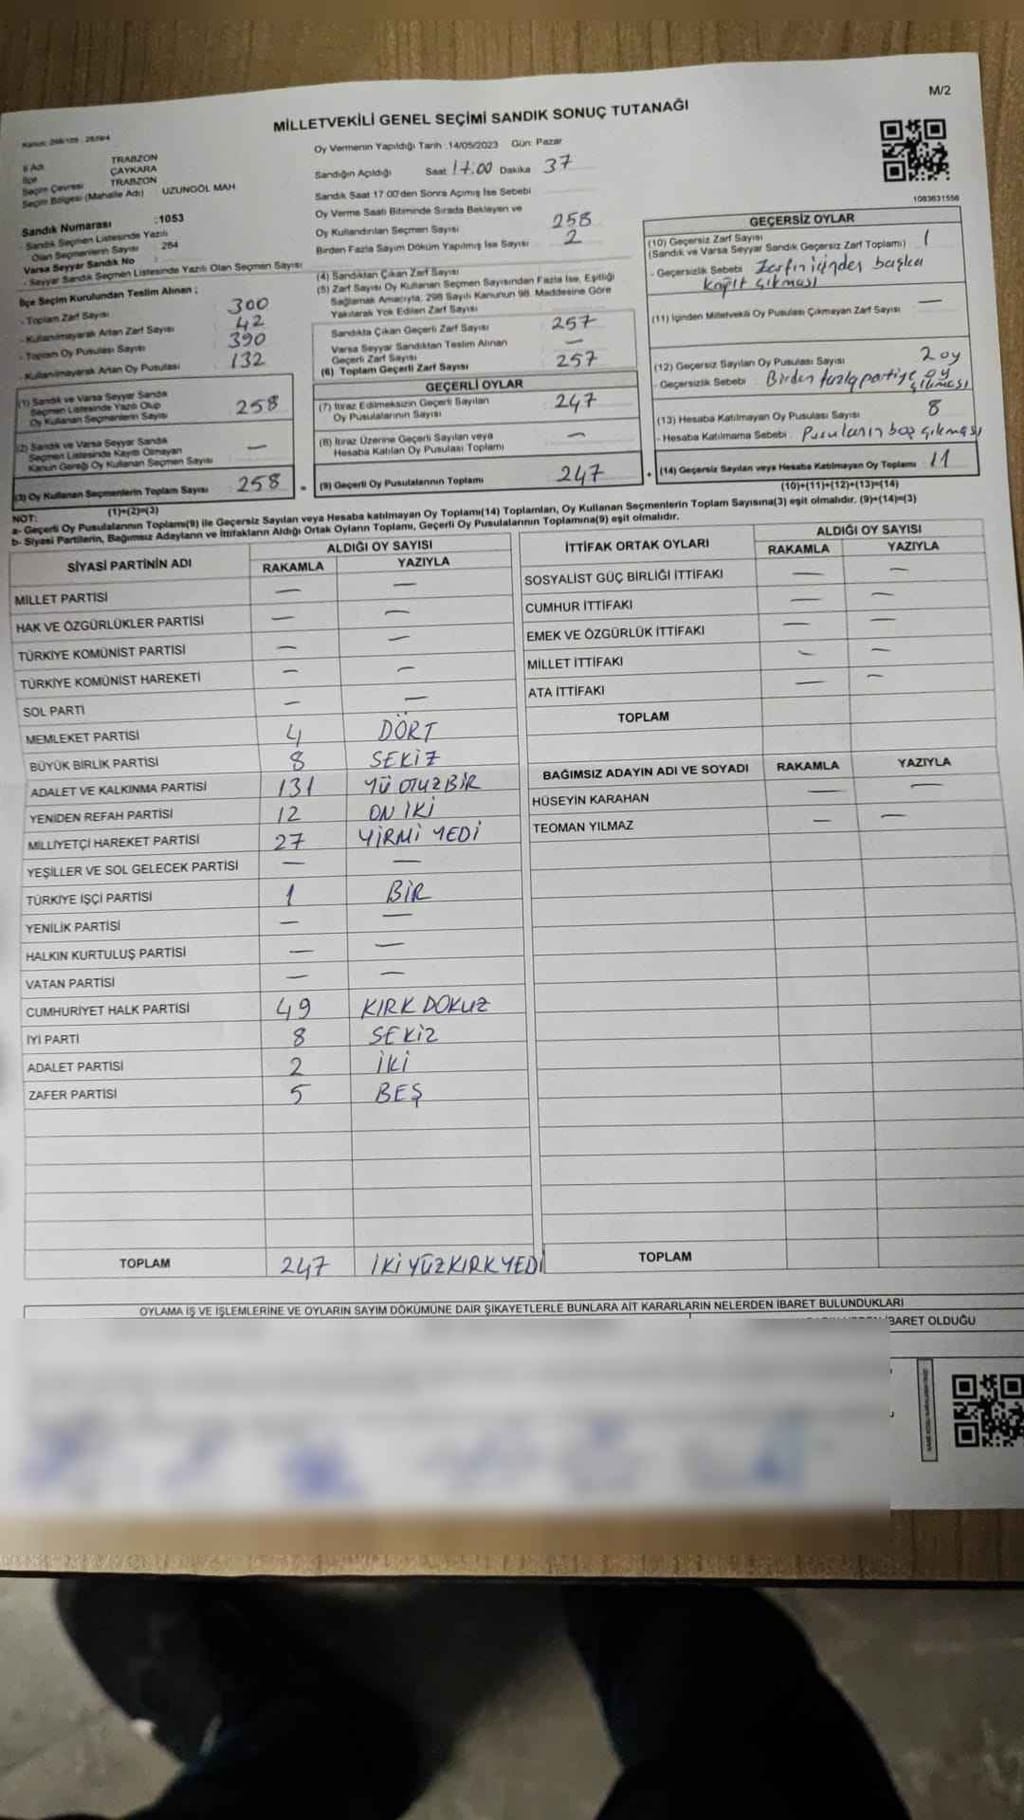 M/2
MİLLETVEKİLİ GENEL SEÇİMİ SANDIK SONUÇ TUTANAĞI
1083631556
İl Adı TRABZON
İlçe ÇAYKARA
Seçim Çevresi TRABZON
Seçim Bölgesi (Mahalle Adı) UZUNGÖL MAH
Sandık Numarası :1053
- Sandık Seçmen Listesinde Yazılı
Olan Seçmenlerin Sayısı 284
Varsa Seyyar Sandık No
- Seyyar Sandık Seçmen Listesinde Yazılı Olan Seçmen Sayısı
İlçe Seçim Kurulundan Teslim Alınan ;
- Toplam Zarf Sayısı 300
- Kullanılmayarak Artan Zarf Sayısı 42
- Toplam Oy Pusulası Sayısı 390
- Kullanılmayarak Artan Oy Pusulası 132
(1) Sandık ve Varsa Seyyar Sandık
Seçmen Listesinde Yazılı Olup
Oy Kullanan Seçmenlerin Sayısı 258
(2) Sandık ve Varsa Seyyar Sandık
Seçmen Listesinde Kayıtlı Olmayan
Kanun Gereği Oy Kullanan Seçmen Sayısı —
(3) Oy Kullanan Seçmenlerin Toplam Sayısı 258
(1)+(2)=(3)
Oy Vermenin Yapıldığı Tarih :14/05/2023 Gün: Pazar
Sandığın Açıldığı Saat 17.00 Dakika 37
Sandık Saat 17:00'den Sonra Açılmış İse Sebebi
Oy Verme Saati Bitiminde Sırada Bekleyen ve
Oy Kullandırılan Seçmen Sayısı
Birden Fazla Sayım Döküm Yapılmış İse Sayısı
258
2
(4) Sandıktan Çıkan Zarf Sayısı
(5) Zarf Sayısı Oy Kullanan Seçmen Sayısından Fazla İse, Eşitliği
Sağlamak Amacıyla, 298 Sayılı Kanunun 98. Maddesine Göre
Yakılarak Yok Edilen Zarf Sayısı
Sandıkta Çıkan Geçerli Zarf Sayısı 257
Varsa Seyyar Sandıktan Teslim Alınan
Geçerli Zarf Sayısı —
(6) Toplam Geçerli Zarf Sayısı 257
GEÇERLİ OYLAR
(7) İtiraz Edilmeksizin Geçerli Sayılan
Oy Pusulalarının Sayısı 247
(8) İtiraz Üzerine Geçerli Sayılan veya
Hesaba Katılan Oy Pusulası Toplamı —
(9) Geçerli Oy Pusulalarının Toplamı 247
GEÇERSİZ OYLAR
(10) Geçersiz Zarf Sayısı 1
(Sandık ve Varsa Seyyar Sandık Geçersiz Zarf Toplamı)
- Geçersizlik Sebebi Zarfın içinden başka
kağıt çıkması
(11) İçinden Milletvekili Oy Pusulası Çıkmayan Zarf Sayısı —
(12) Geçersiz Sayılan Oy Pusulası Sayısı 2 oy
- Geçersizlik Sebebi Birden fazla partiye oy
çıkması
(13) Hesaba Katılmayan Oy Pusulası Sayısı 8
- Hesaba Katılmama Sebebi Pusulanın boş çıkması
(14) Geçersiz Sayılan veya Hesaba Katılmayan Oy Toplamı 11
(10)+(11)+(12)+(13)=(14)
NOT:
a- Geçerli Oy Pusulalarının Toplamı(9) ile Geçersiz Sayılan veya Hesaba katılmayan Oy Toplamı(14) Toplamları, Oy Kullanan Seçmenlerin Toplam Sayısına(3) eşit olmalıdır. (9)+(14)=(3)
b- Siyasi Partilerin, Bağımsız Adayların ve İttifakların Aldığı Ortak Oyların Toplamı, Geçerli Oy Pusulalarının Toplamına(9) eşit olmalıdır.
SİYASİ PARTİNİN ADI ALDIĞI OY SAYISI
RAKAMLA YAZIYLA
MİLLET PARTİSİ — —
HAK VE ÖZGÜRLÜKLER PARTİSİ — —
TÜRKİYE KOMÜNİST PARTİSİ — —
TÜRKİYE KOMÜNİST HAREKETİ — —
SOL PARTİ — —
MEMLEKET PARTİSİ 4 DÖRT
BÜYÜK BİRLİK PARTİSİ 8 SEKİZ
ADALET VE KALKINMA PARTİSİ 131 YÜ OTUZBİR
YENİDEN REFAH PARTİSİ 12 ON İKİ
MİLLİYETÇİ HAREKET PARTİSİ 27 YİRMİ YEDİ
YEŞİLLER VE SOL GELECEK PARTİSİ — —
TÜRKİYE İŞÇİ PARTİSİ 1 BİR
YENİLİK PARTİSİ — —
HALKIN KURTULUŞ PARTİSİ — —
VATAN PARTİSİ — —
CUMHURİYET HALK PARTİSİ 49 KIRK DOKUZ
İYİ PARTİ 8 SEKİZ
ADALET PARTİSİ 2 İKİ
ZAFER PARTİSİ 5 BEŞ
TOPLAM 247 İKİYÜZKIRKYEDİ
İTTİFAK ORTAK OYLARI ALDIĞI OY SAYISI
RAKAMLA YAZIYLA
SOSYALİST GÜÇ BİRLİĞİ İTTİFAKI — —
CUMHUR İTTİFAKI — —
EMEK VE ÖZGÜRLÜK İTTİFAKI — —
MİLLET İTTİFAKI — —
ATA İTTİFAKI — —
TOPLAM
BAĞIMSIZ ADAYIN ADI VE SOYADI RAKAMLA YAZIYLA
HÜSEYİN KARAHAN — —
TEOMAN YILMAZ — —
TOPLAM
OYLAMA İŞ VE İŞLEMLERİNE VE OYLARIN SAYIM DÖKÜMÜNE DAİR ŞİKAYETLERLE BUNLARA AİT KARARLARIN NELERDEN İBARET BULUNDUKLARI
İBARET OLDUĞU